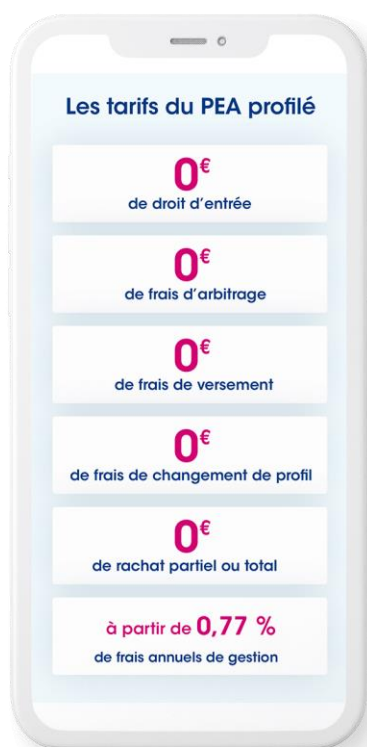 Les tarifs du PEA profilé
0€
de droit d'entrée
0€
de frais d'arbitrage
0€
de frais de versement
0€
de frais de changement de profil
0€
de rachat partiel ou total
à partir de 0,77 %
de frais annuels de gestion